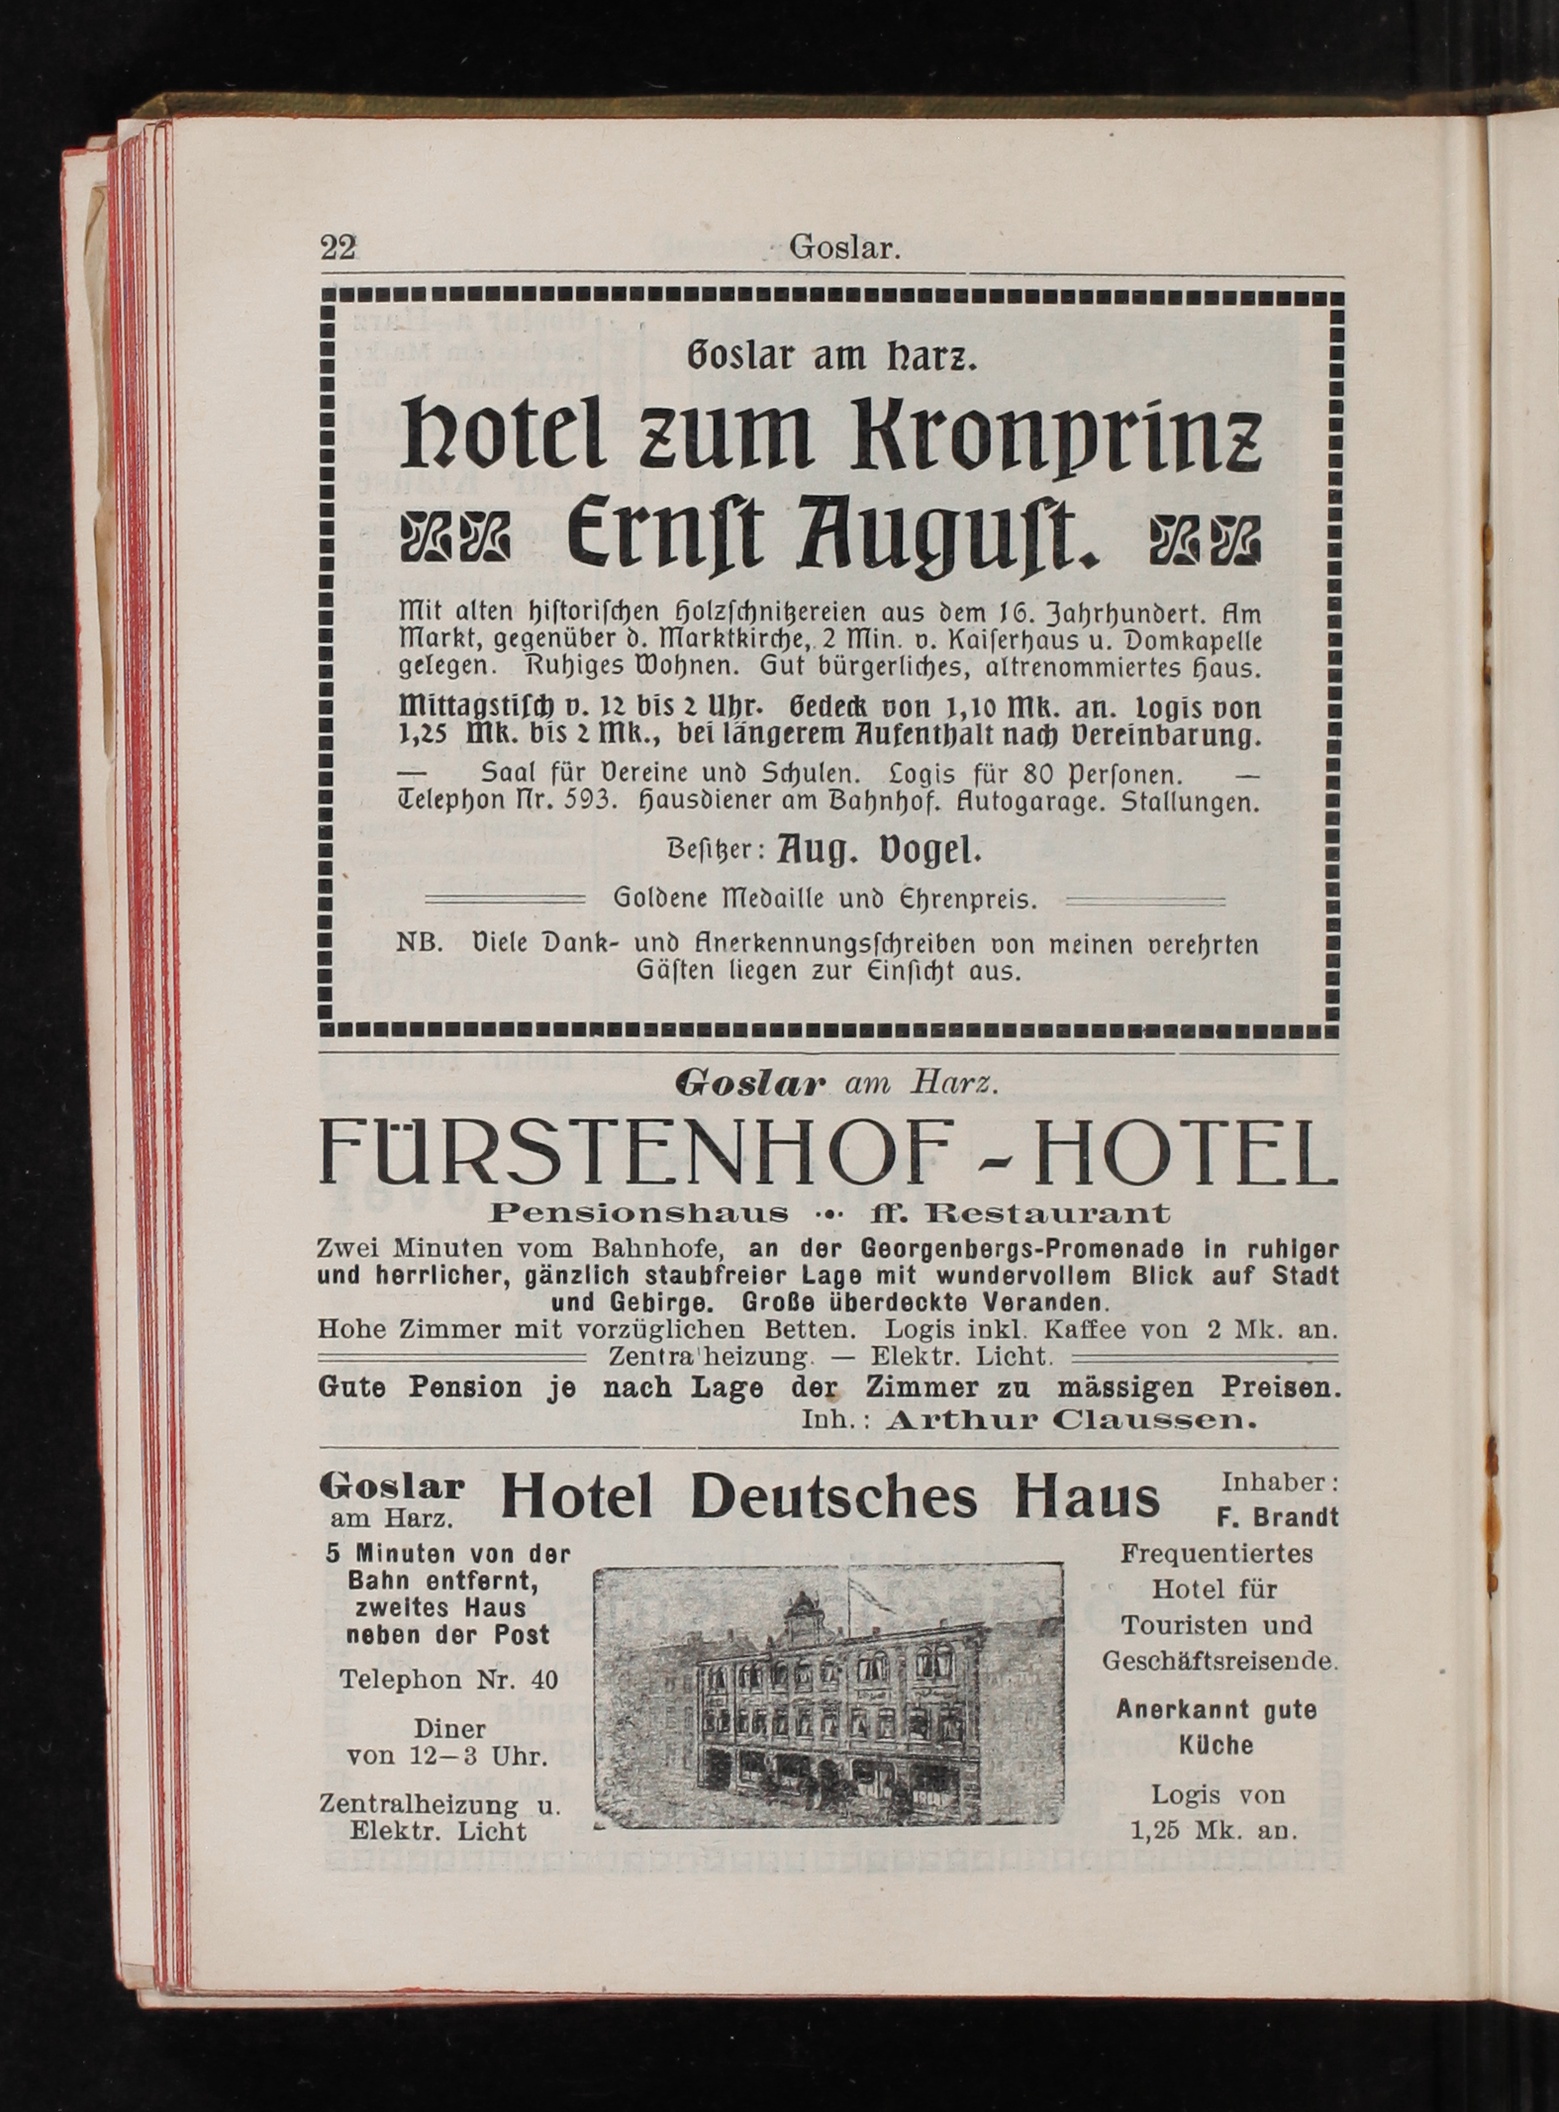 22
Goslar.
Goslar am Harz.
Hotel zum Kronprinz
Ernſt Auguſt.
Mit alten hiſtoriſchen Holzſchnitzereien aus dem 16. Jahrhundert. Am
Markt, gegenüber d. Marktkirche, 2 Min. v. Kaiſerhaus u. Domkapelle
gelegen. Ruhiges Wohnen. Gut bürgerliches, altrenommiertes Haus.
Mittagstiſch v. 12 bis 2 Uhr. Gedeck von 1,10 Mk. an. Logis von
1,25 Mk. bis 2 Mk., bei längerem Aufenthalt nach Vereinbarung.
— Saal für Vereine und Schulen. Logis für 80 Perſonen. —
Telephon Nr. 593. Hausdiener am Bahnhof. Autogarage. Stallungen.
Beſitzer: Aug. Vogel.
Goldene Medaille und Ehrenpreis.
NB. Viele Dank- und Anerkennungsſchreiben von meinen verehrten
Gäſten liegen zur Einſicht aus.
Goslar am Harz.
FÜRSTENHOF-HOTEL
Pensionshaus ·•· ff. Restaurant
Zwei Minuten vom Bahnhofe, an der Georgenbergs-Promenade in ruhiger
und herrlicher, gänzlich staubfreier Lage mit wundervollem Blick auf Stadt
und Gebirge. Große überdeckte Veranden.
Hohe Zimmer mit vorzüglichen Betten. Logis inkl. Kaffee von 2 Mk. an.
Zentralheizung. — Elektr. Licht.
Gute Pension je nach Lage der Zimmer zu mässigen Preisen.
Inh.: Arthur Claussen.
Goslar
am Harz.
Hotel Deutsches Haus
Inhaber:
F. Brandt
5 Minuten von der
Bahn entfernt,
zweites Haus
neben der Post
Telephon Nr. 40
Diner
von 12–3 Uhr.
Zentralheizung u.
Elektr. Licht
Frequentiertes
Hotel für
Touristen und
Geschäftsreisende.
Anerkannt gute
Küche
Logis von
1,25 Mk. an.